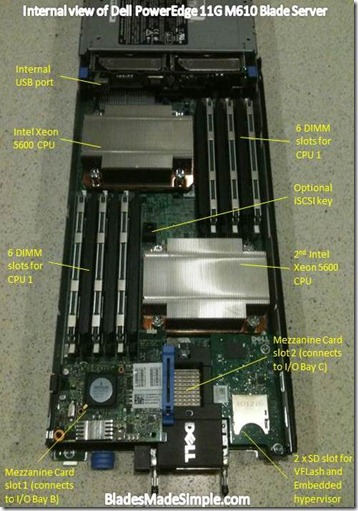 Internal view of Dell PowerEdge 11G M610 Blade Server
Internal
USB port
Intel Xeon
5600 CPU
6 DIMM
slots for
CPU 1
Optional
iSCSI key
6 DIMM
slots for
CPU 1
2nd Intel
Xeon 5600
CPU
Mezzanine Card
slot 2 (connects
to I/O Bay C)
DELL
Mezzanine Card
slot 1 (connects
to I/O Bay B)
2 x SD slot for
VFLash and
Embedded
hypervisor
BladesMadeSimple.com